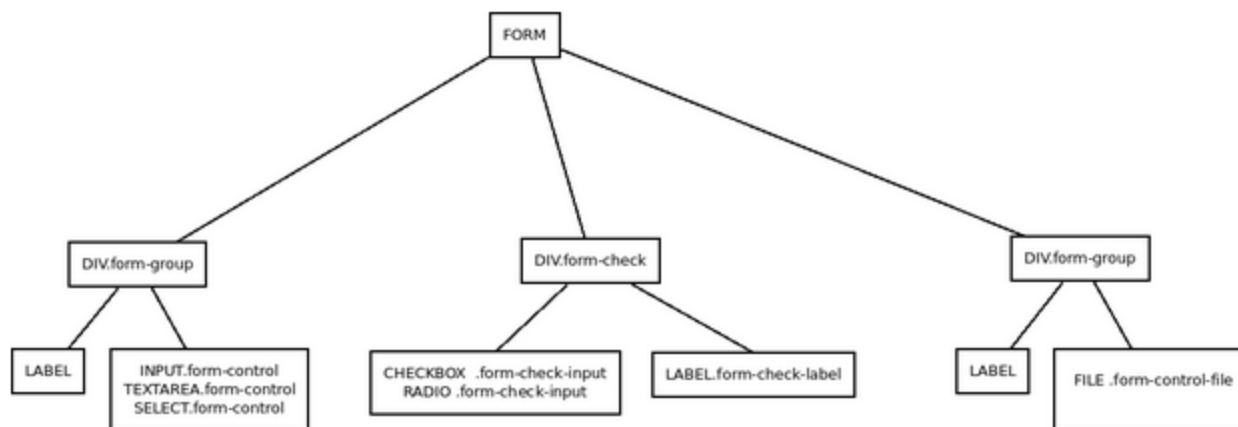 FORM
DIV.form-group
DIV.form-check
DIV.form-group
LABEL
INPUT.form-control
TEXTAREA.form-control
SELECT.form-control
CHECKBOX .form-check-input
RADIO .form-check-input
LABEL.form-check-label
LABEL
FILE .form-control-file